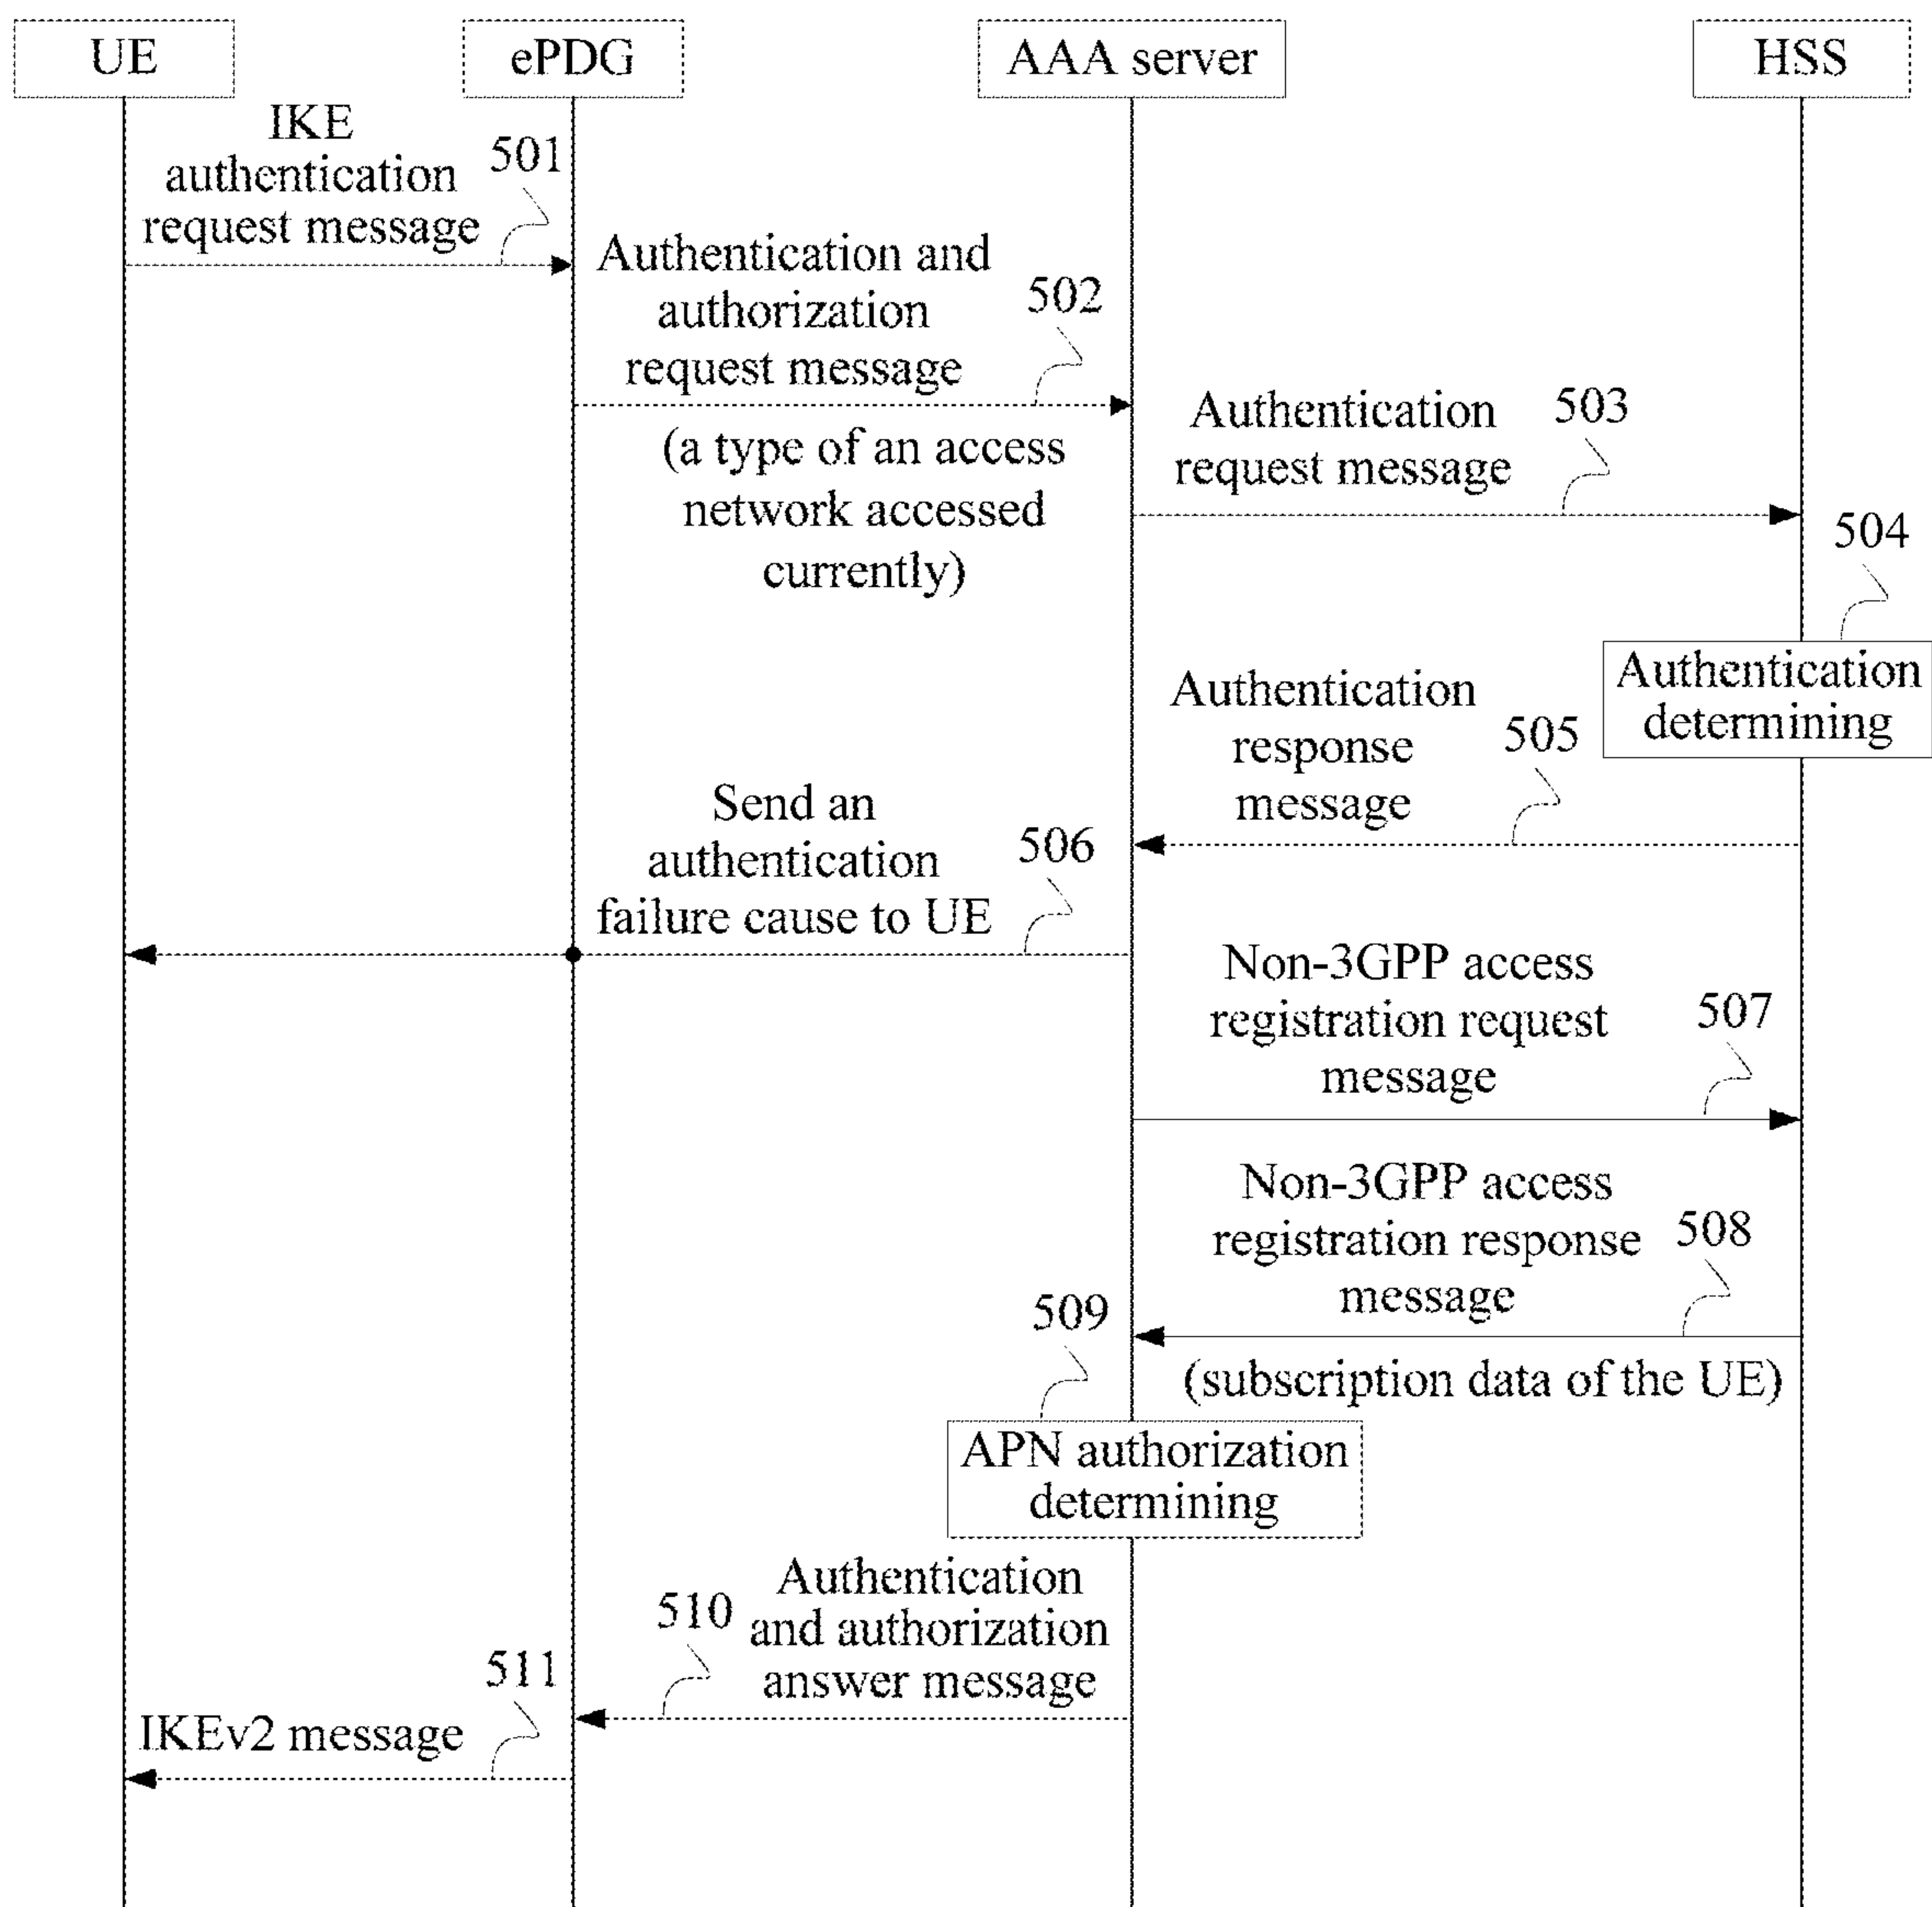 UE
ePDG
AAA server
HSS
IKE
authentication
request message
501
Authentication and
authorization
request message
502
(a type of an access
network accessed
currently)
Authentication
request message
503
504
Authentication
determining
Authentication
response
message
505
Send an
authentication
failure cause to UE
506
Non-3GPP access
registration request
message
507
Non-3GPP access
registration response
message
508
(subscription data of the UE)
509
APN authorization
determining
Authentication
and authorization
answer message
510
511
IKEv2 message